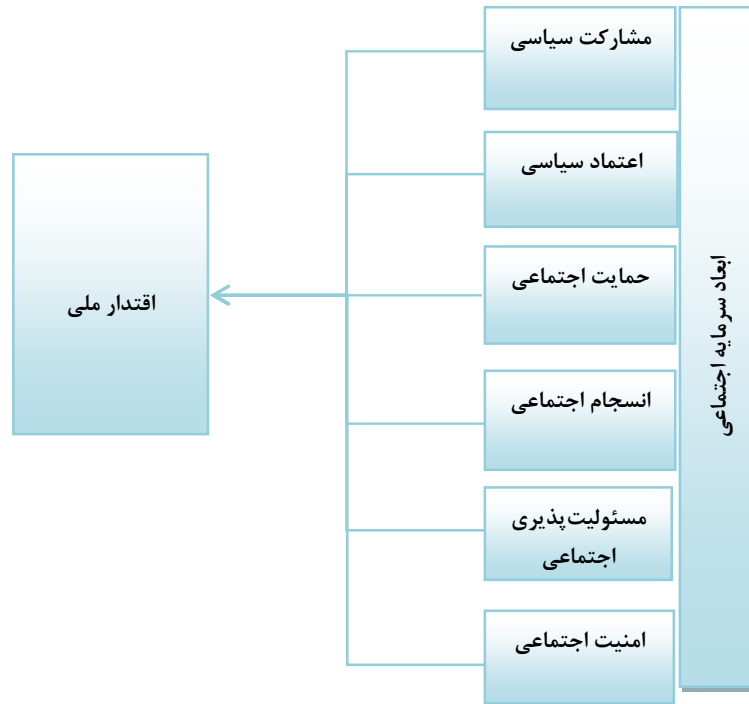 ابعاد سرمایه اجتماعی
مشارکت سیاسی
اعتماد سیاسی
حمایت اجتماعی
انسجام اجتماعی
مسئولیت‌پذیری
اجتماعی
امنیت اجتماعی
اقتدار ملی